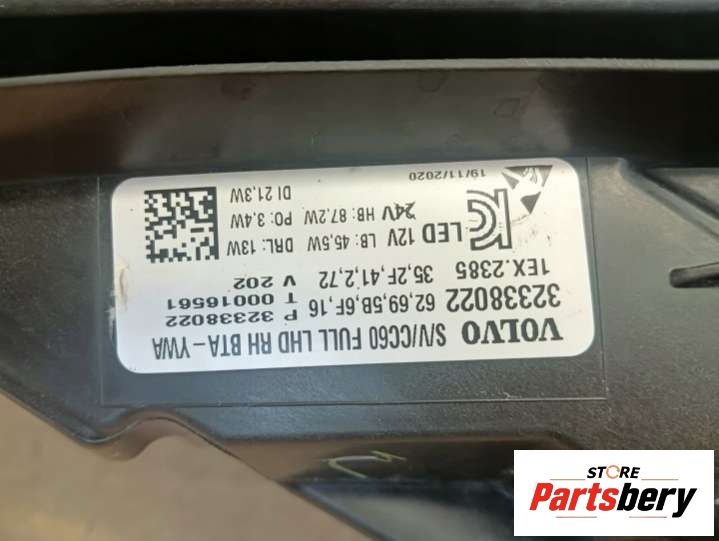 VOLVO S/V/CC60 FULL LHD RH BTA-YWA
32338022 62,69,5B,6F,16 P 32338022
1EX.2385 35,2F,41,2,72 T 00016561
V 202
LED 12V LB: 45,5W DRL: 13W
24V HB: 87.2W PO: 3,4W
DI 21,3W
19/11/2020
STORE
Partsbery